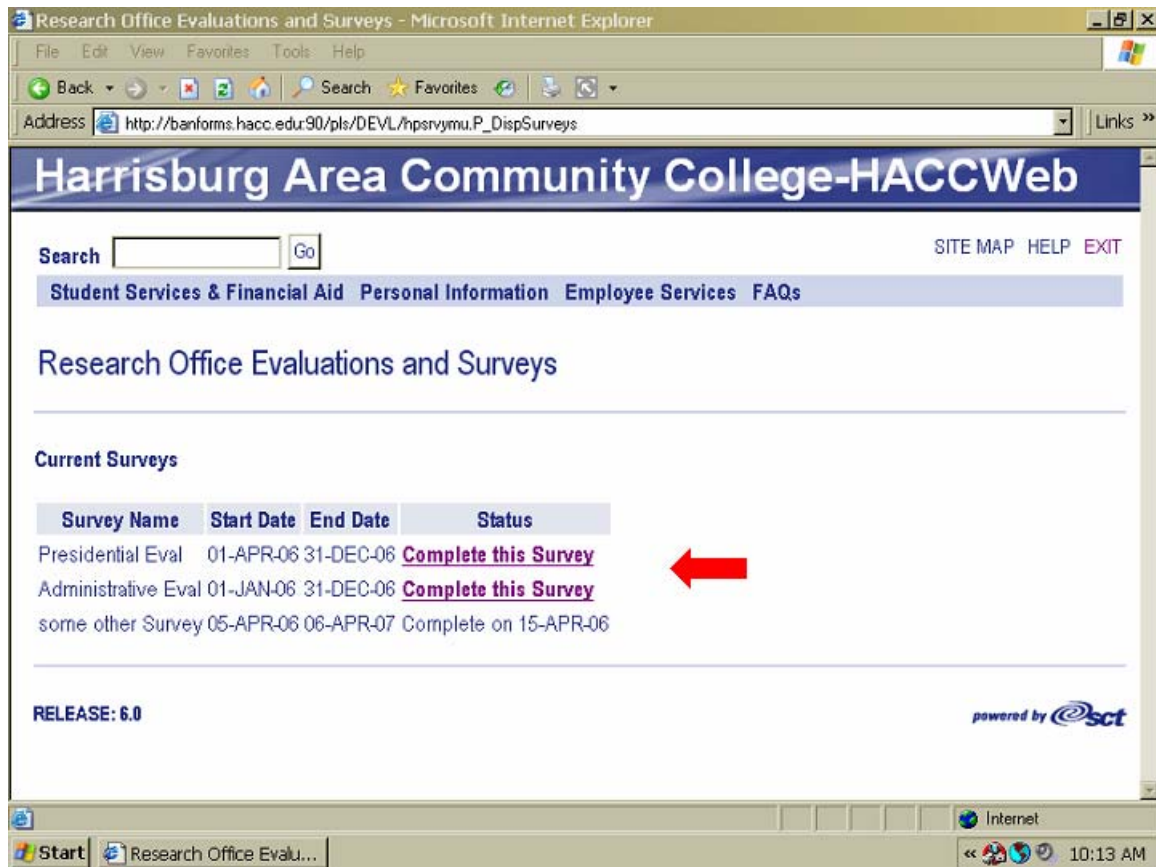 Research Office Evaluations and Surveys - Microsoft Internet Explorer
File Edit View Favorites Tools Help
Back Search Favorites
Address http://banforms.hacc.edu:90/pls/DEVL/hpsrvymu.P_DispSurveys Links »
Harrisburg Area Community College-HACCWeb
Search Go SITE MAP HELP EXIT
Student Services & Financial Aid Personal Information Employee Services FAQs
Research Office Evaluations and Surveys
Current Surveys
Survey Name Start Date End Date Status
Presidential Eval 01-APR-06 31-DEC-06 Complete this Survey
Administrative Eval 01-JAN-06 31-DEC-06 Complete this Survey
some other Survey 05-APR-06 06-APR-07 Complete on 15-APR-06
RELEASE: 6.0 powered by sct
Internet
Start Research Office Evalu... « 10:13 AM